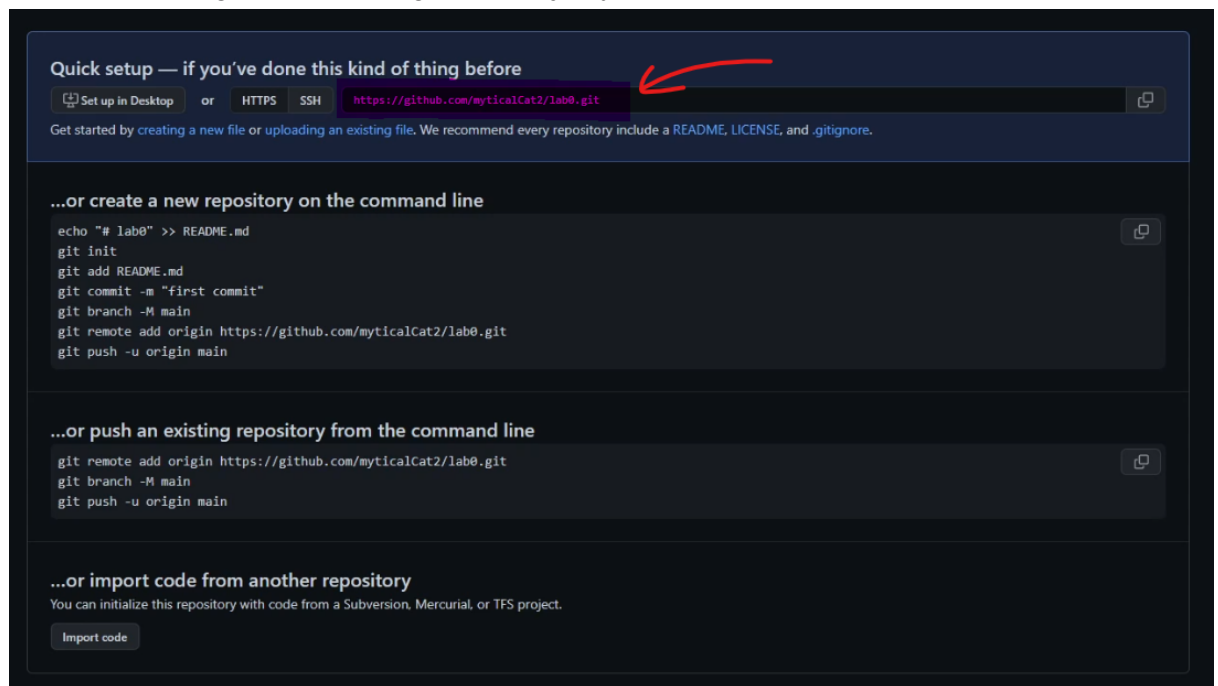 Quick setup — if you've done this kind of thing before
Set up in Desktop or HTTPS SSH https://github.com/myticalCat2/lab0.git
Get started by creating a new file or uploading an existing file. We recommend every repository include a README, LICENSE, and .gitignore.
...or create a new repository on the command line
echo "# lab0" >> README.md
git init
git add README.md
git commit -m "first commit"
git branch -M main
git remote add origin https://github.com/myticalCat2/lab0.git
git push -u origin main
...or push an existing repository from the command line
git remote add origin https://github.com/myticalCat2/lab0.git
git branch -M main
git push -u origin main
...or import code from another repository
You can initialize this repository with code from a Subversion, Mercurial, or TFS project.
Import code